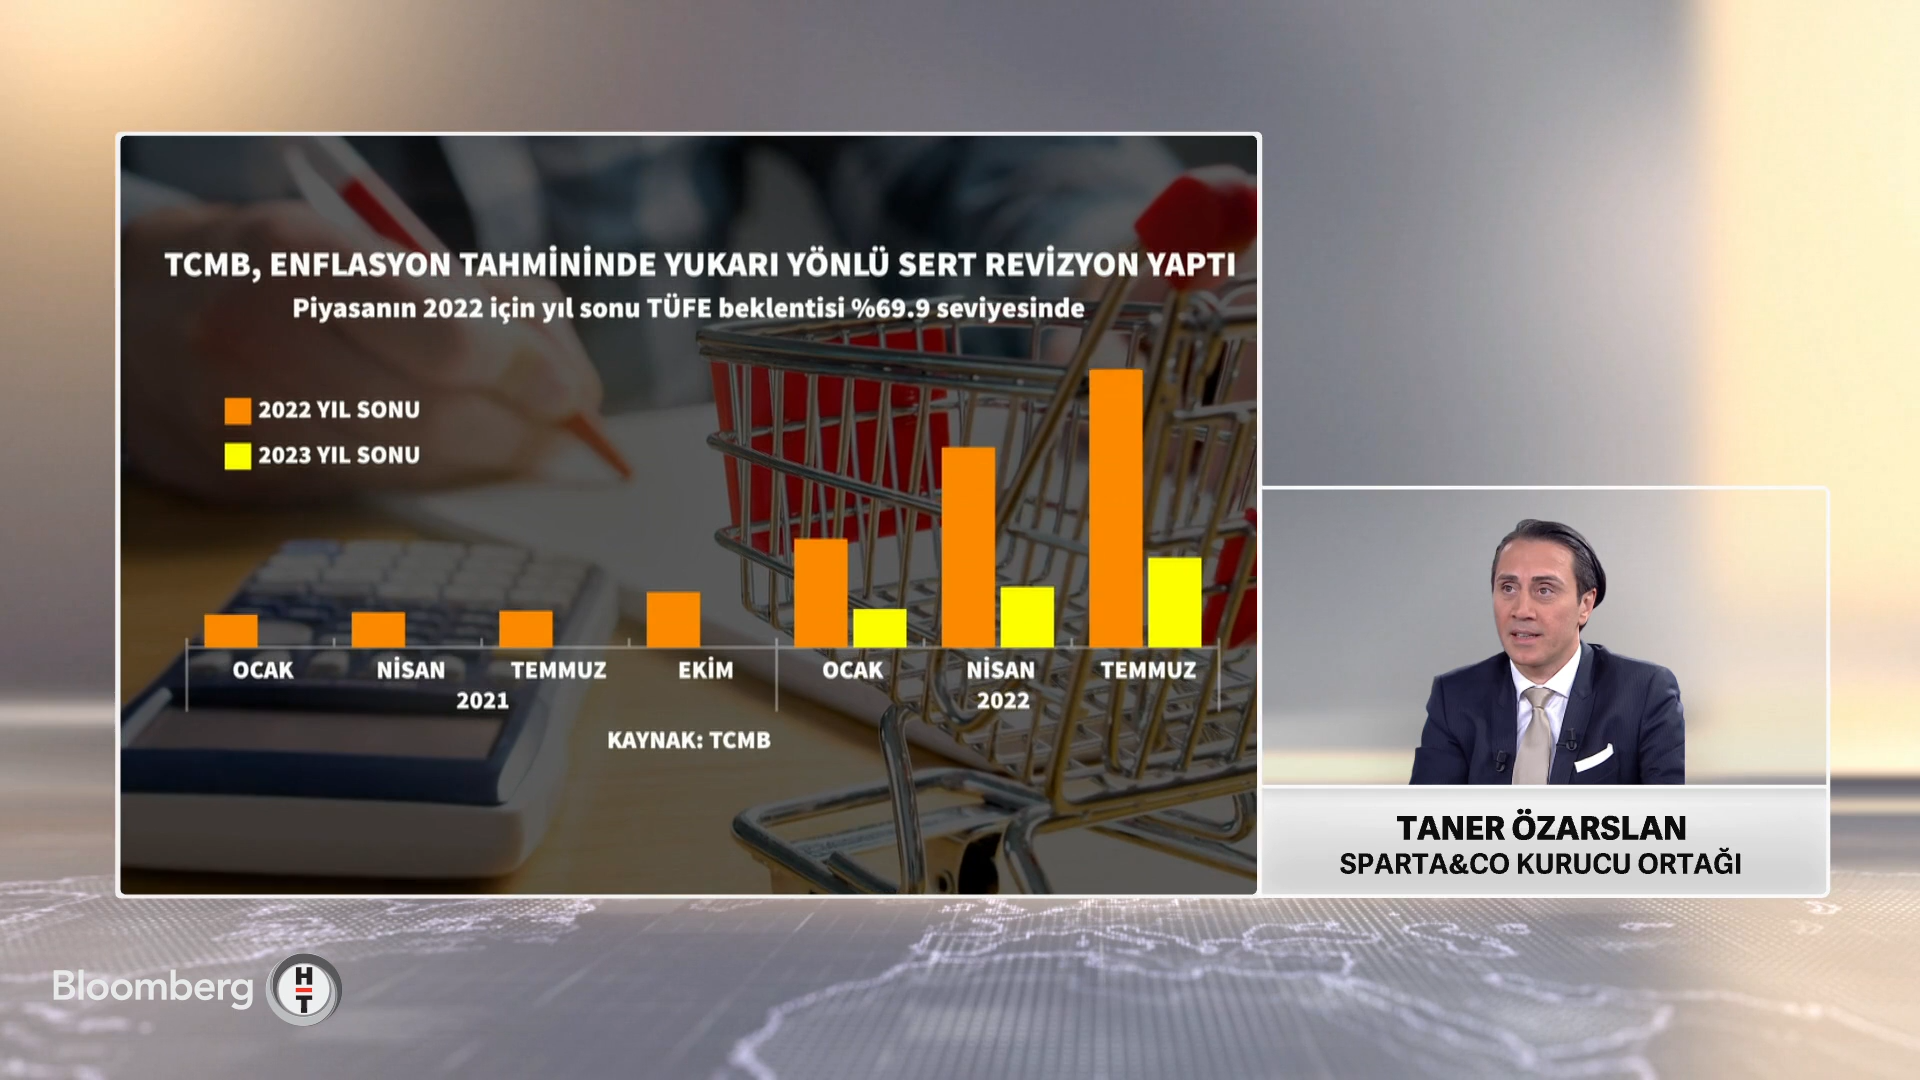 TCMB, ENFLASYON TAHMİNİNDE YUKARI YÖNLÜ SERT REVİZYON YAPTI
Piyasanın 2022 için yıl sonu TÜFE beklentisi %69.9 seviyesinde
2022 YIL SONU
2023 YIL SONU
OCAK NİSAN TEMMUZ EKİM OCAK NİSAN TEMMUZ
2021 2022
KAYNAK: TCMB
TANER ÖZARSLAN
SPARTA&CO KURUCU ORTAĞI
Bloomberg HT